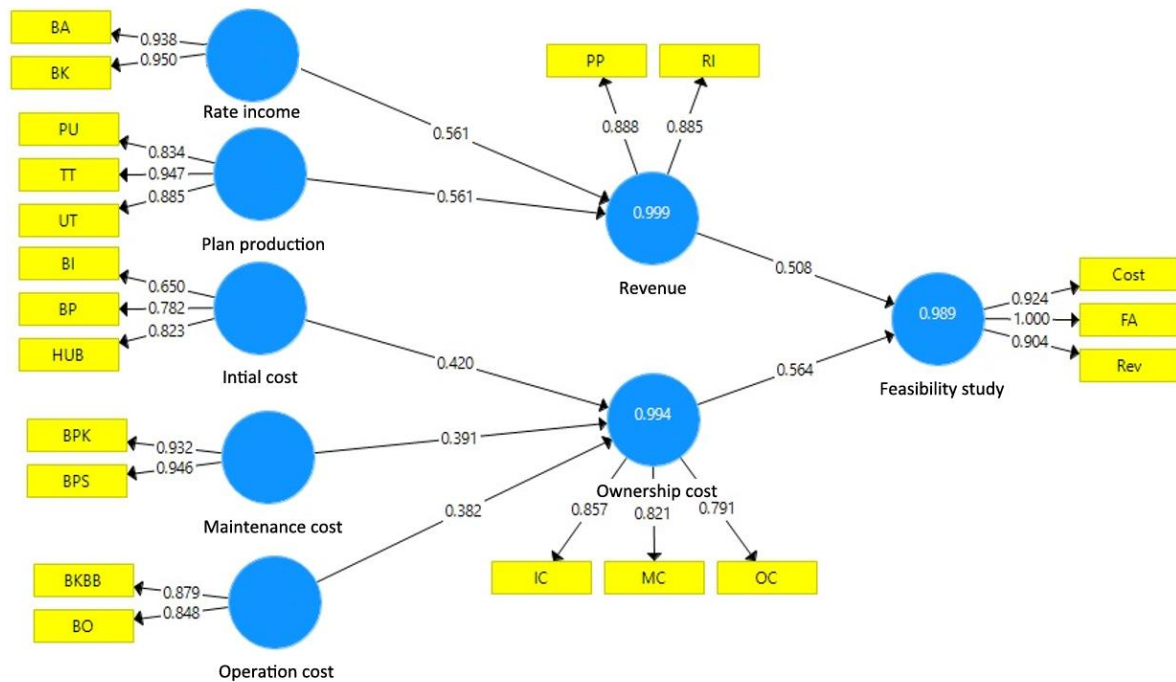 BA
0.938
BK
0.950
Rate income
PU
0.834
TT
0.947
UT
0.885
Plan production
BI
0.650
BP
0.782
HUB
0.823
Intial cost
BPK
0.932
BPS
0.946
Maintenance cost
BKBB
0.879
BO
0.848
Operation cost
0.561
0.561
0.420
0.391
0.382
PP
RI
0.888
0.885
0.999
Revenue
0.994
Ownership cost
0.857
0.821
0.791
IC
MC
OC
0.508
0.564
0.989
Feasibility study
0.924
1.000
0.904
Cost
FA
Rev